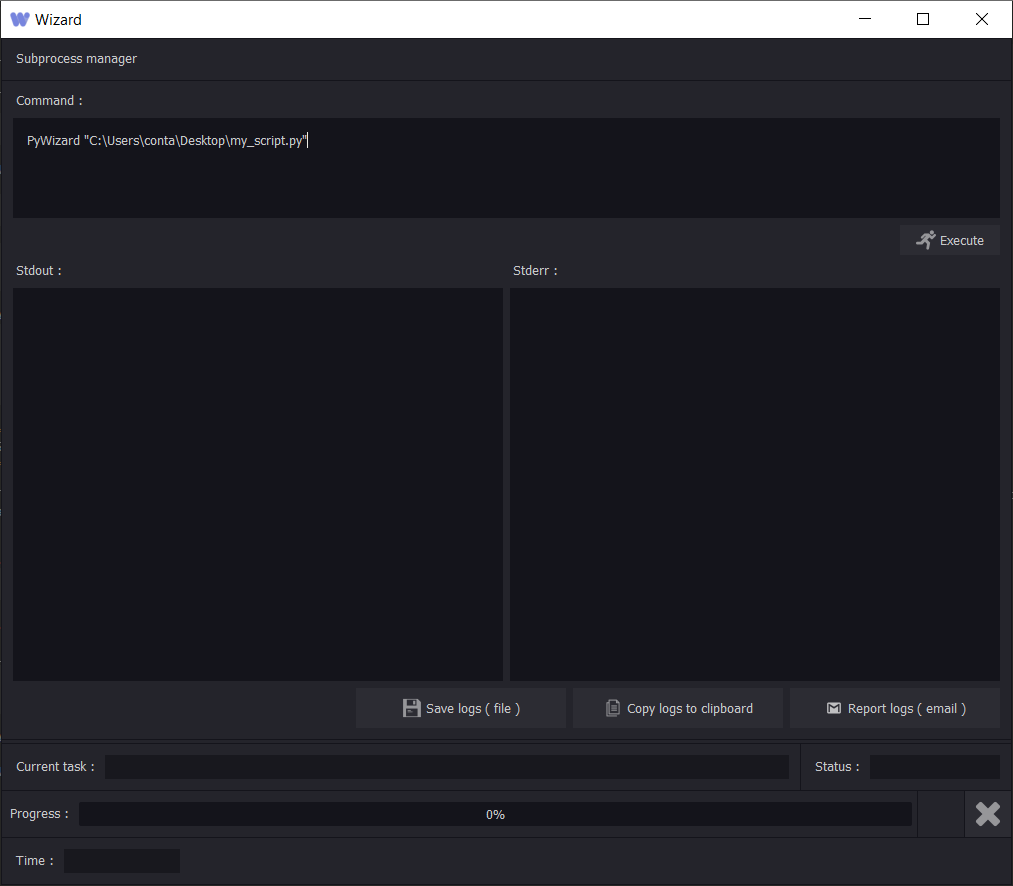 Wizard
Subprocess manager
Command :
PyWizard "C:\Users\conta\Desktop\my_script.py"
Execute
Stdout :
Stderr :
Save logs ( file )
Copy logs to clipboard
Report logs ( email )
Current task :
Status :
Progress :
0%
Time :